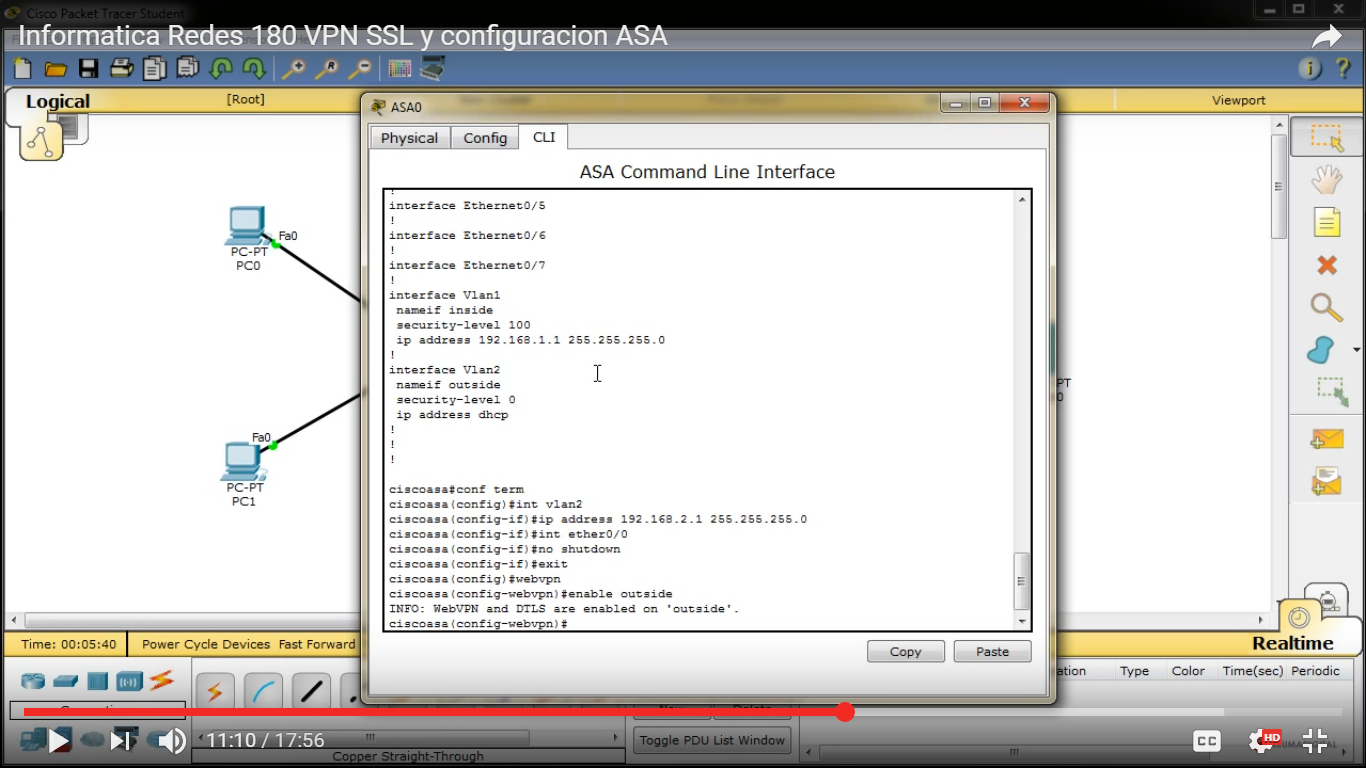 Cisco Packet Tracer Student
Informatica Redes 180 VPN SSL y configuracion ASA
Logical
[Root]
Viewport
ASA0
Physical
Config
CLI
ASA Command Line Interface
!
interface Ethernet0/5
!
interface Ethernet0/6
!
interface Ethernet0/7
!
interface Vlan1
nameif inside
security-level 100
ip address 192.168.1.1 255.255.255.0
!
interface Vlan2
nameif outside
security-level 0
ip address dhcp
!
!
!
ciscoasa#conf term
ciscoasa(config)#int vlan2
ciscoasa(config-if)#ip address 192.168.2.1 255.255.255.0
ciscoasa(config-if)#int ether0/0
ciscoasa(config-if)#no shutdown
ciscoasa(config-if)#exit
ciscoasa(config)#webvpn
ciscoasa(config-webvpn)#enable outside
INFO: WebVPN and DTLS are enabled on 'outside'.
ciscoasa(config-webvpn)#
Copy
Paste
Fa0
PC-PT
PC0
Fa0
PC-PT
PC1
PT
0
Time: 00:05:40
Power Cycle Devices Fast Forward
Realtime
Type
Color
Time(sec)
Periodic
New
Delete
Toggle PDU List Window
11:10 / 17:56
Copper Straight-Through
CC
HD